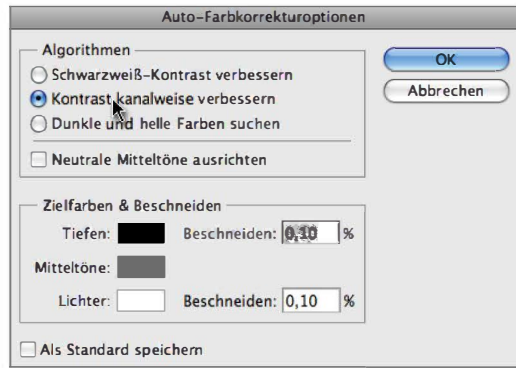 Auto-Farbkorrekturoptionen
Algorithmen
Schwarzweiß-Kontrast verbessern
Kontrast kanalweise verbessern
Dunkle und helle Farben suchen
Neutrale Mitteltöne ausrichten
OK
Abbrechen
Zielfarben & Beschneiden
Tiefen: Beschneiden: 0,10 %
Mitteltöne:
Lichter: Beschneiden: 0,10 %
Als Standard speichern